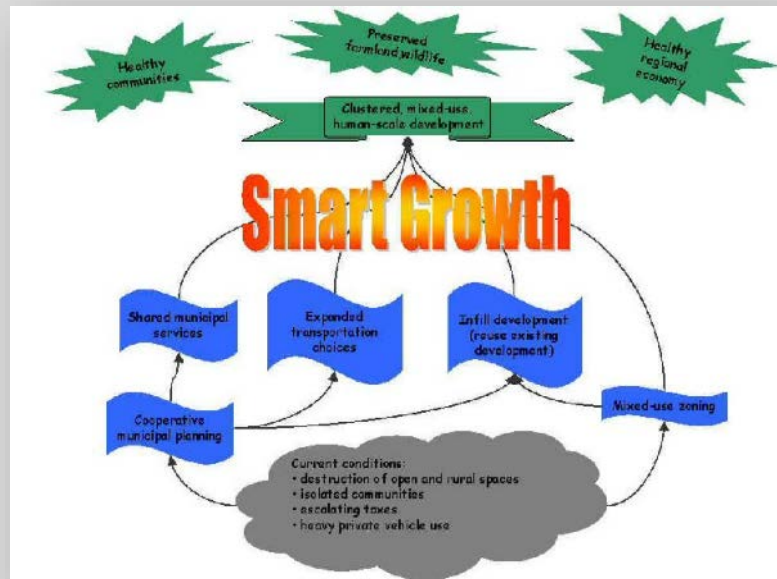 Healthy
communities
Preserved
farmland,wildlife
Healthy
regional
economy
Clustered, mixed-use,
human-scale development
Smart Growth
Shared municipal
services
Expanded
transportation
choices
Infill development
(reuse existing
development)
Cooperative
municipal planning
Mixed-use zoning
Current conditions:
• destruction of open and rural spaces
• isolated communities
• escalating taxes
• heavy private vehicle use